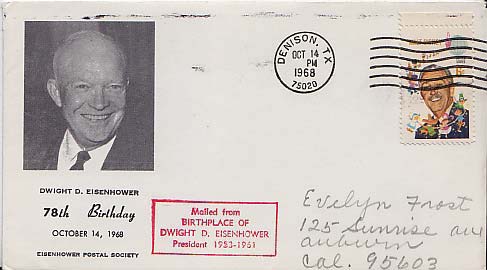 DENISON, TX
OCT 14
PM
1968
75020
6c
DWIGHT D. EISENHOWER
78th Birthday
OCTOBER 14, 1968
EISENHOWER POSTAL SOCIETY
Mailed from
BIRTHPLACE OF
DWIGHT D. EISENHOWER
President 1953-1961
Evelyn Frost
125 Sunrise ave
auburn
Cal. 95603